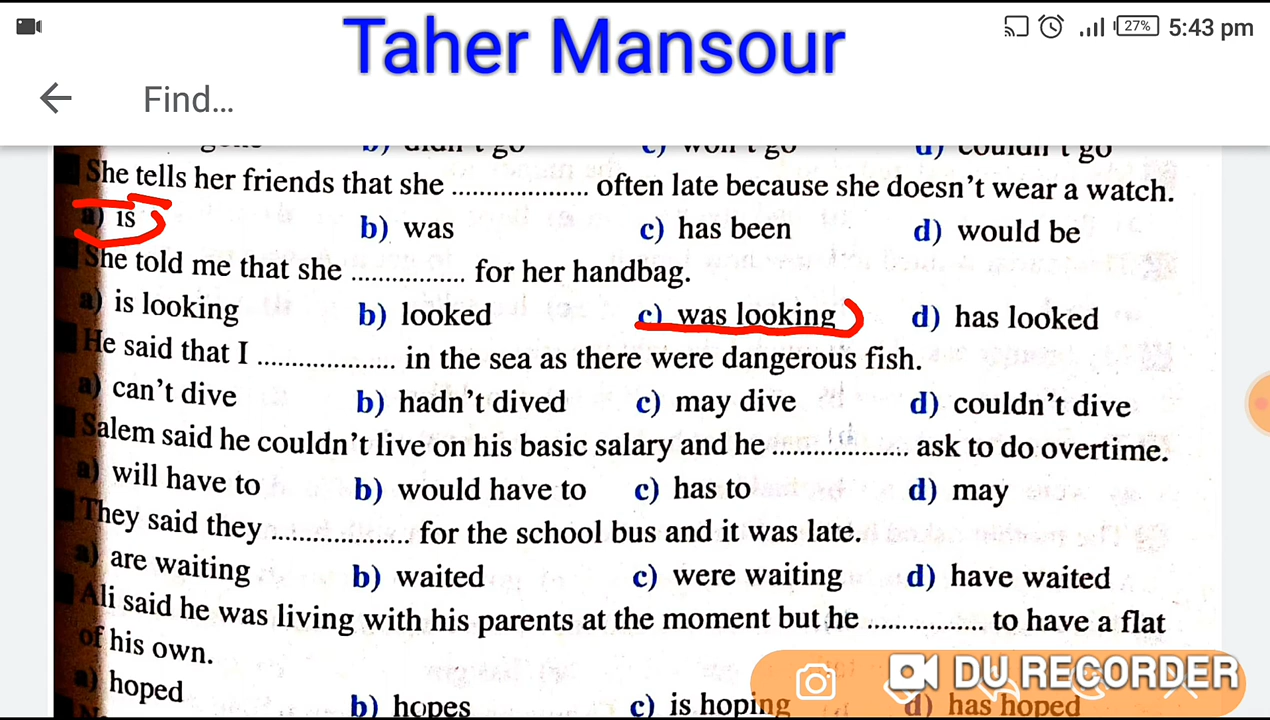 Taher Mansour
27% 5:43 pm
Find...
b) didn't go c) won't go d) couldn't go
She tells her friends that she .................. often late because she doesn't wear a watch.
a) is b) was c) has been d) would be
She told me that she ............... for her handbag.
a) is looking b) looked c) was looking d) has looked
He said that I .................. in the sea as there were dangerous fish.
a) can't dive b) hadn't dived c) may dive d) couldn't dive
Salem said he couldn't live on his basic salary and he .................. ask to do overtime.
a) will have to b) would have to c) has to d) may
They said they .................. for the school bus and it was late.
a) are waiting b) waited c) were waiting d) have waited
Ali said he was living with his parents at the moment but he ............... to have a flat
of his own.
DU RECORDER
a) hoped b) hopes c) is hoping d) has hoped